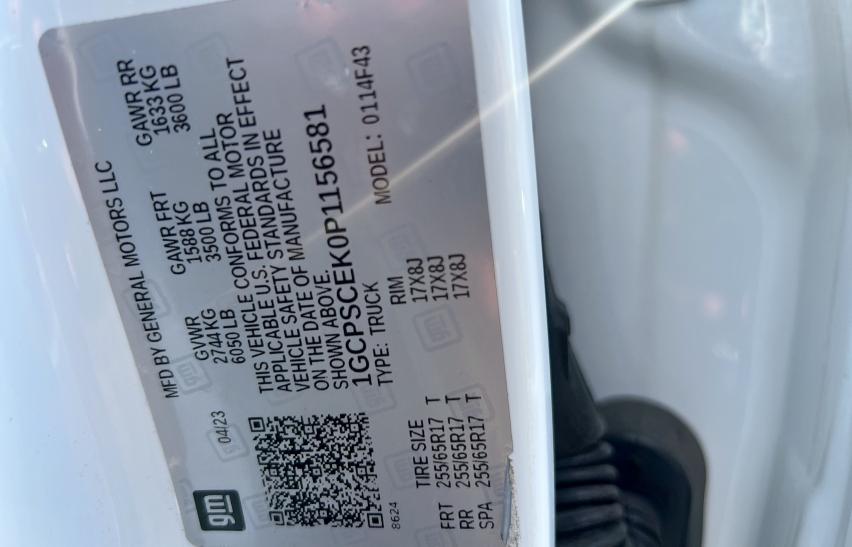 gm
04/23
MFD BY GENERAL MOTORS LLC
GVWR GAWR FRT GAWR RR
2744 KG 1588 KG 1633 KG
6050 LB 3500 LB 3600 LB
THIS VEHICLE CONFORMS TO ALL
APPLICABLE U.S. FEDERAL MOTOR
VEHICLE SAFETY STANDARDS IN EFFECT
ON THE DATE OF MANUFACTURE
SHOWN ABOVE.
1GCPSCEK0P1156581
TYPE: TRUCK MODEL: 0114F43
8624
TIRE SIZE RIM
FRT 255/65R17 T 17X8J
RR 255/65R17 T 17X8J
SPA 255/65R17 T 17X8J